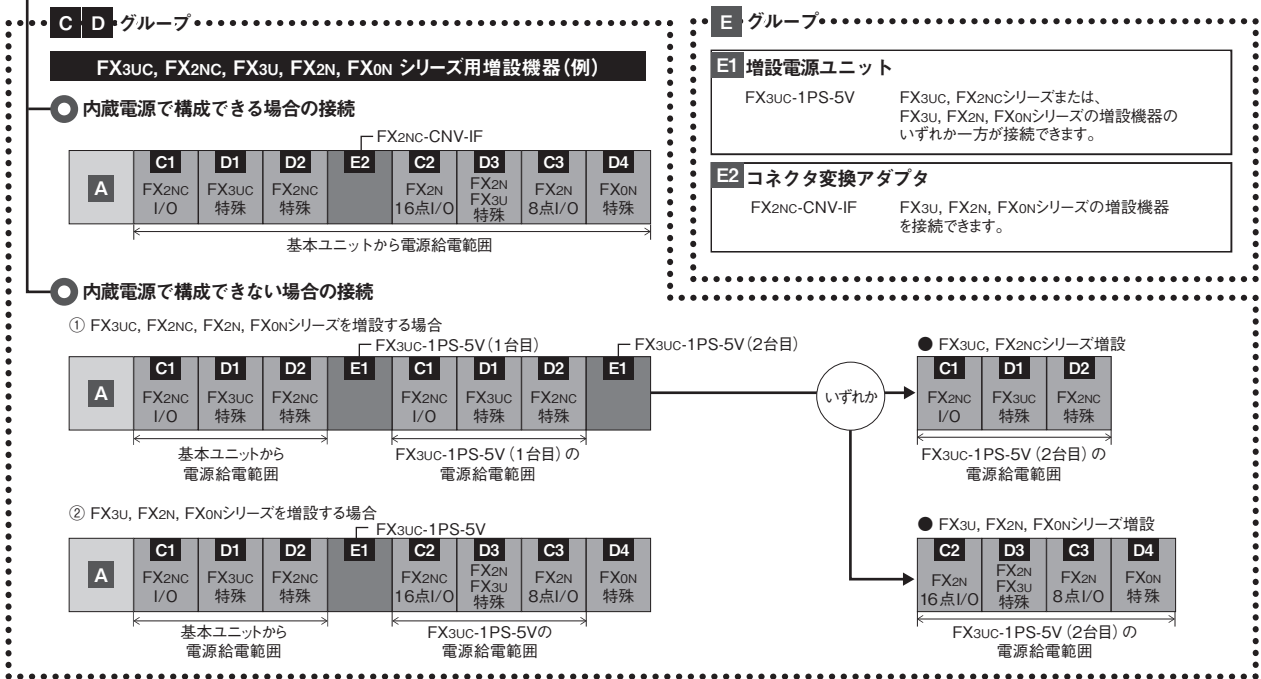 C D グループ
FX3UC, FX2NC, FX3U, FX2N, FX0N シリーズ用増設機器(例)
内蔵電源で構成できる場合の接続
FX2NC-CNV-IF
A
C1
FX2NC
I/O
D1
FX3UC
特殊
D2
FX2NC
特殊
E2
C2
FX2N
16点I/O
D3
FX2N
FX3U
特殊
C3
FX2N
8点I/O
D4
FX0N
特殊
基本ユニットから電源給電範囲
E グループ
E1 増設電源ユニット
FX3UC-1PS-5V
FX3UC, FX2NCシリーズまたは、
FX3U, FX2N, FX0Nシリーズの増設機器の
いずれか一方が接続できます。
E2 コネクタ変換アダプタ
FX2NC-CNV-IF
FX3U, FX2N, FX0Nシリーズの増設機器
を接続できます。
内蔵電源で構成できない場合の接続
① FX3UC, FX2NC, FX2N, FX0Nシリーズを増設する場合
FX3UC-1PS-5V(1台目)
FX3UC-1PS-5V(2台目)
A
C1
FX2NC
I/O
D1
FX3UC
特殊
D2
FX2NC
特殊
E1
C1
FX2NC
I/O
D1
FX3UC
特殊
D2
FX2NC
特殊
E1
基本ユニットから
電源給電範囲
FX3UC-1PS-5V(1台目)の
電源給電範囲
いずれか
● FX3UC, FX2NCシリーズ増設
C1
FX2NC
I/O
D1
FX3UC
特殊
D2
FX2NC
特殊
FX3UC-1PS-5V(2台目)の
電源給電範囲
② FX3U, FX2N, FX0Nシリーズを増設する場合
FX3UC-1PS-5V
A
C1
FX2NC
I/O
D1
FX3UC
特殊
D2
FX2NC
特殊
E1
C2
FX2NC
16点I/O
D3
FX2N
FX3U
特殊
C3
FX2N
8点I/O
D4
FX0N
特殊
基本ユニットから
電源給電範囲
FX3UC-1PS-5Vの
電源給電範囲
● FX3U, FX2N, FX0Nシリーズ増設
C2
FX2N
16点I/O
D3
FX2N
FX3U
特殊
C3
FX2N
8点I/O
D4
FX0N
特殊
FX3UC-1PS-5V(2台目)の
電源給電範囲